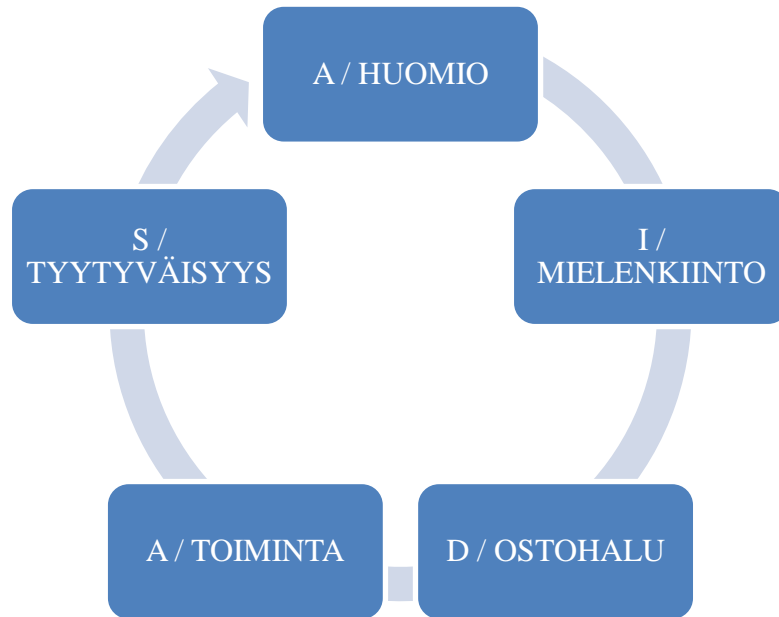 A / HUOMIO
I /
MIELENKIINTO
D / OSTOHALU
A / TOIMINTA
S /
TYYTYVÄISYYS